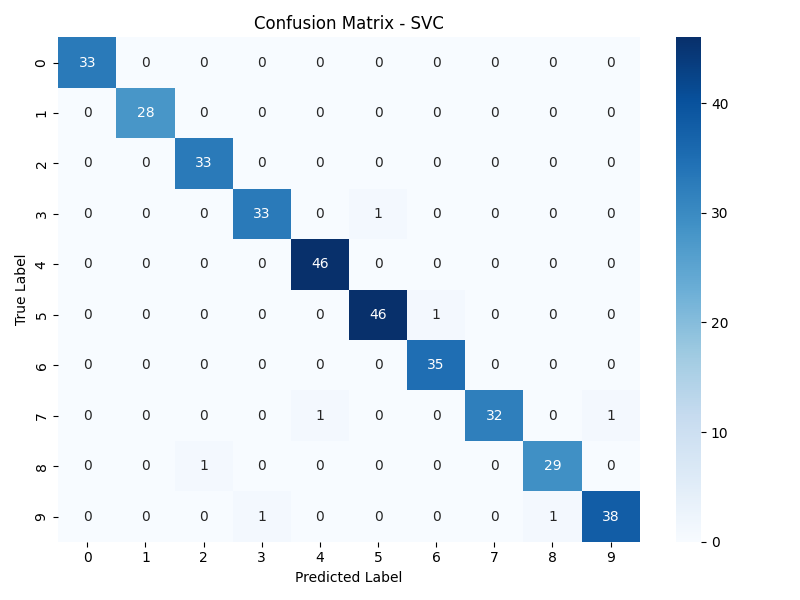 Confusion Matrix - SVC
0 33 0 0 0 0 0 0 0 0 0
1 0 28 0 0 0 0 0 0 0 0
2 0 0 33 0 0 0 0 0 0 0
3 0 0 0 33 0 1 0 0 0 0
4 0 0 0 0 46 0 0 0 0 0
5 0 0 0 0 0 46 1 0 0 0
6 0 0 0 0 0 0 35 0 0 0
7 0 0 0 0 1 0 0 32 0 1
8 0 0 1 0 0 0 0 0 29 0
9 0 0 0 1 0 0 0 0 1 38
0 1 2 3 4 5 6 7 8 9
Predicted Label
True Label
40
30
20
10
0